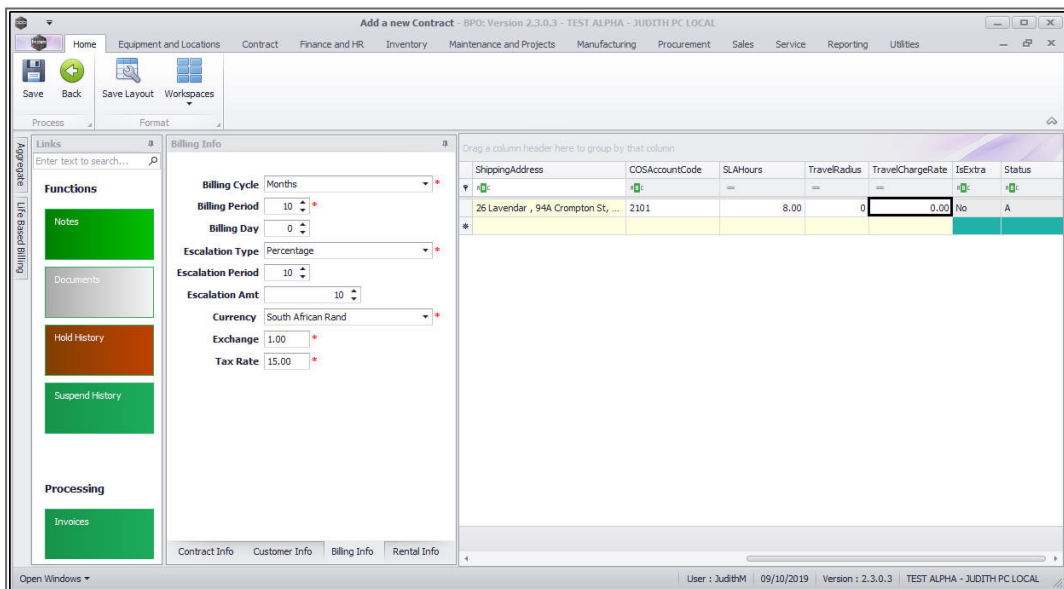 Add a new Contract - BPO: Version 2.3.0.3 - TEST ALPHA - JUDITH PC LOCAL
Home Equipment and Locations Contract Finance and HR Inventory Maintenance and Projects Manufacturing Procurement Sales Service Reporting Utilities
Save Back Save Layout Workspaces
Process Format
Aggregate
Life Based Billing
Links
Enter text to search...
Functions
Notes
Documents
Hold History
Suspend History
Processing
Invoices
Billing Info
Billing Cycle Months *
Billing Period 10 *
Billing Day 0
Escalation Type Percentage *
Escalation Period 10
Escalation Amt 10
Currency South African Rand *
Exchange 1.00 *
Tax Rate 15.00 *
Contract Info Customer Info Billing Info Rental Info
Drag a column header here to group by that column
ShippingAddress COSAccountCode SLAHours TravelRadius TravelChargeRate IsExtra Status
26 Lavendar , 94A Crompton St, ... 2101 8.00 0 0.00 No A
Open Windows User : JudithM 09/10/2019 Version : 2.3.0.3 TEST ALPHA - JUDITH PC LOCAL